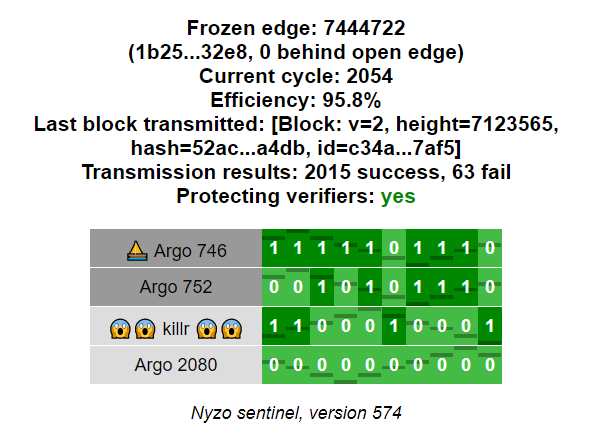 Frozen edge: 7444722
(1b25...32e8, 0 behind open edge)
Current cycle: 2054
Efficiency: 95.8%
Last block transmitted: [Block: v=2, height=7123565,
hash=52ac...a4db, id=c34a...7af5]
Transmission results: 2015 success, 63 fail
Protecting verifiers: yes
Argo 746 1 1 1 1 1 0 1 1 1 0
Argo 752 0 0 1 0 1 0 1 1 1 0
😱😱 killr 😱😱 1 1 0 0 0 1 0 0 0 1
Argo 2080 0 0 0 0 0 0 0 0 0 0
Nyzo sentinel, version 574